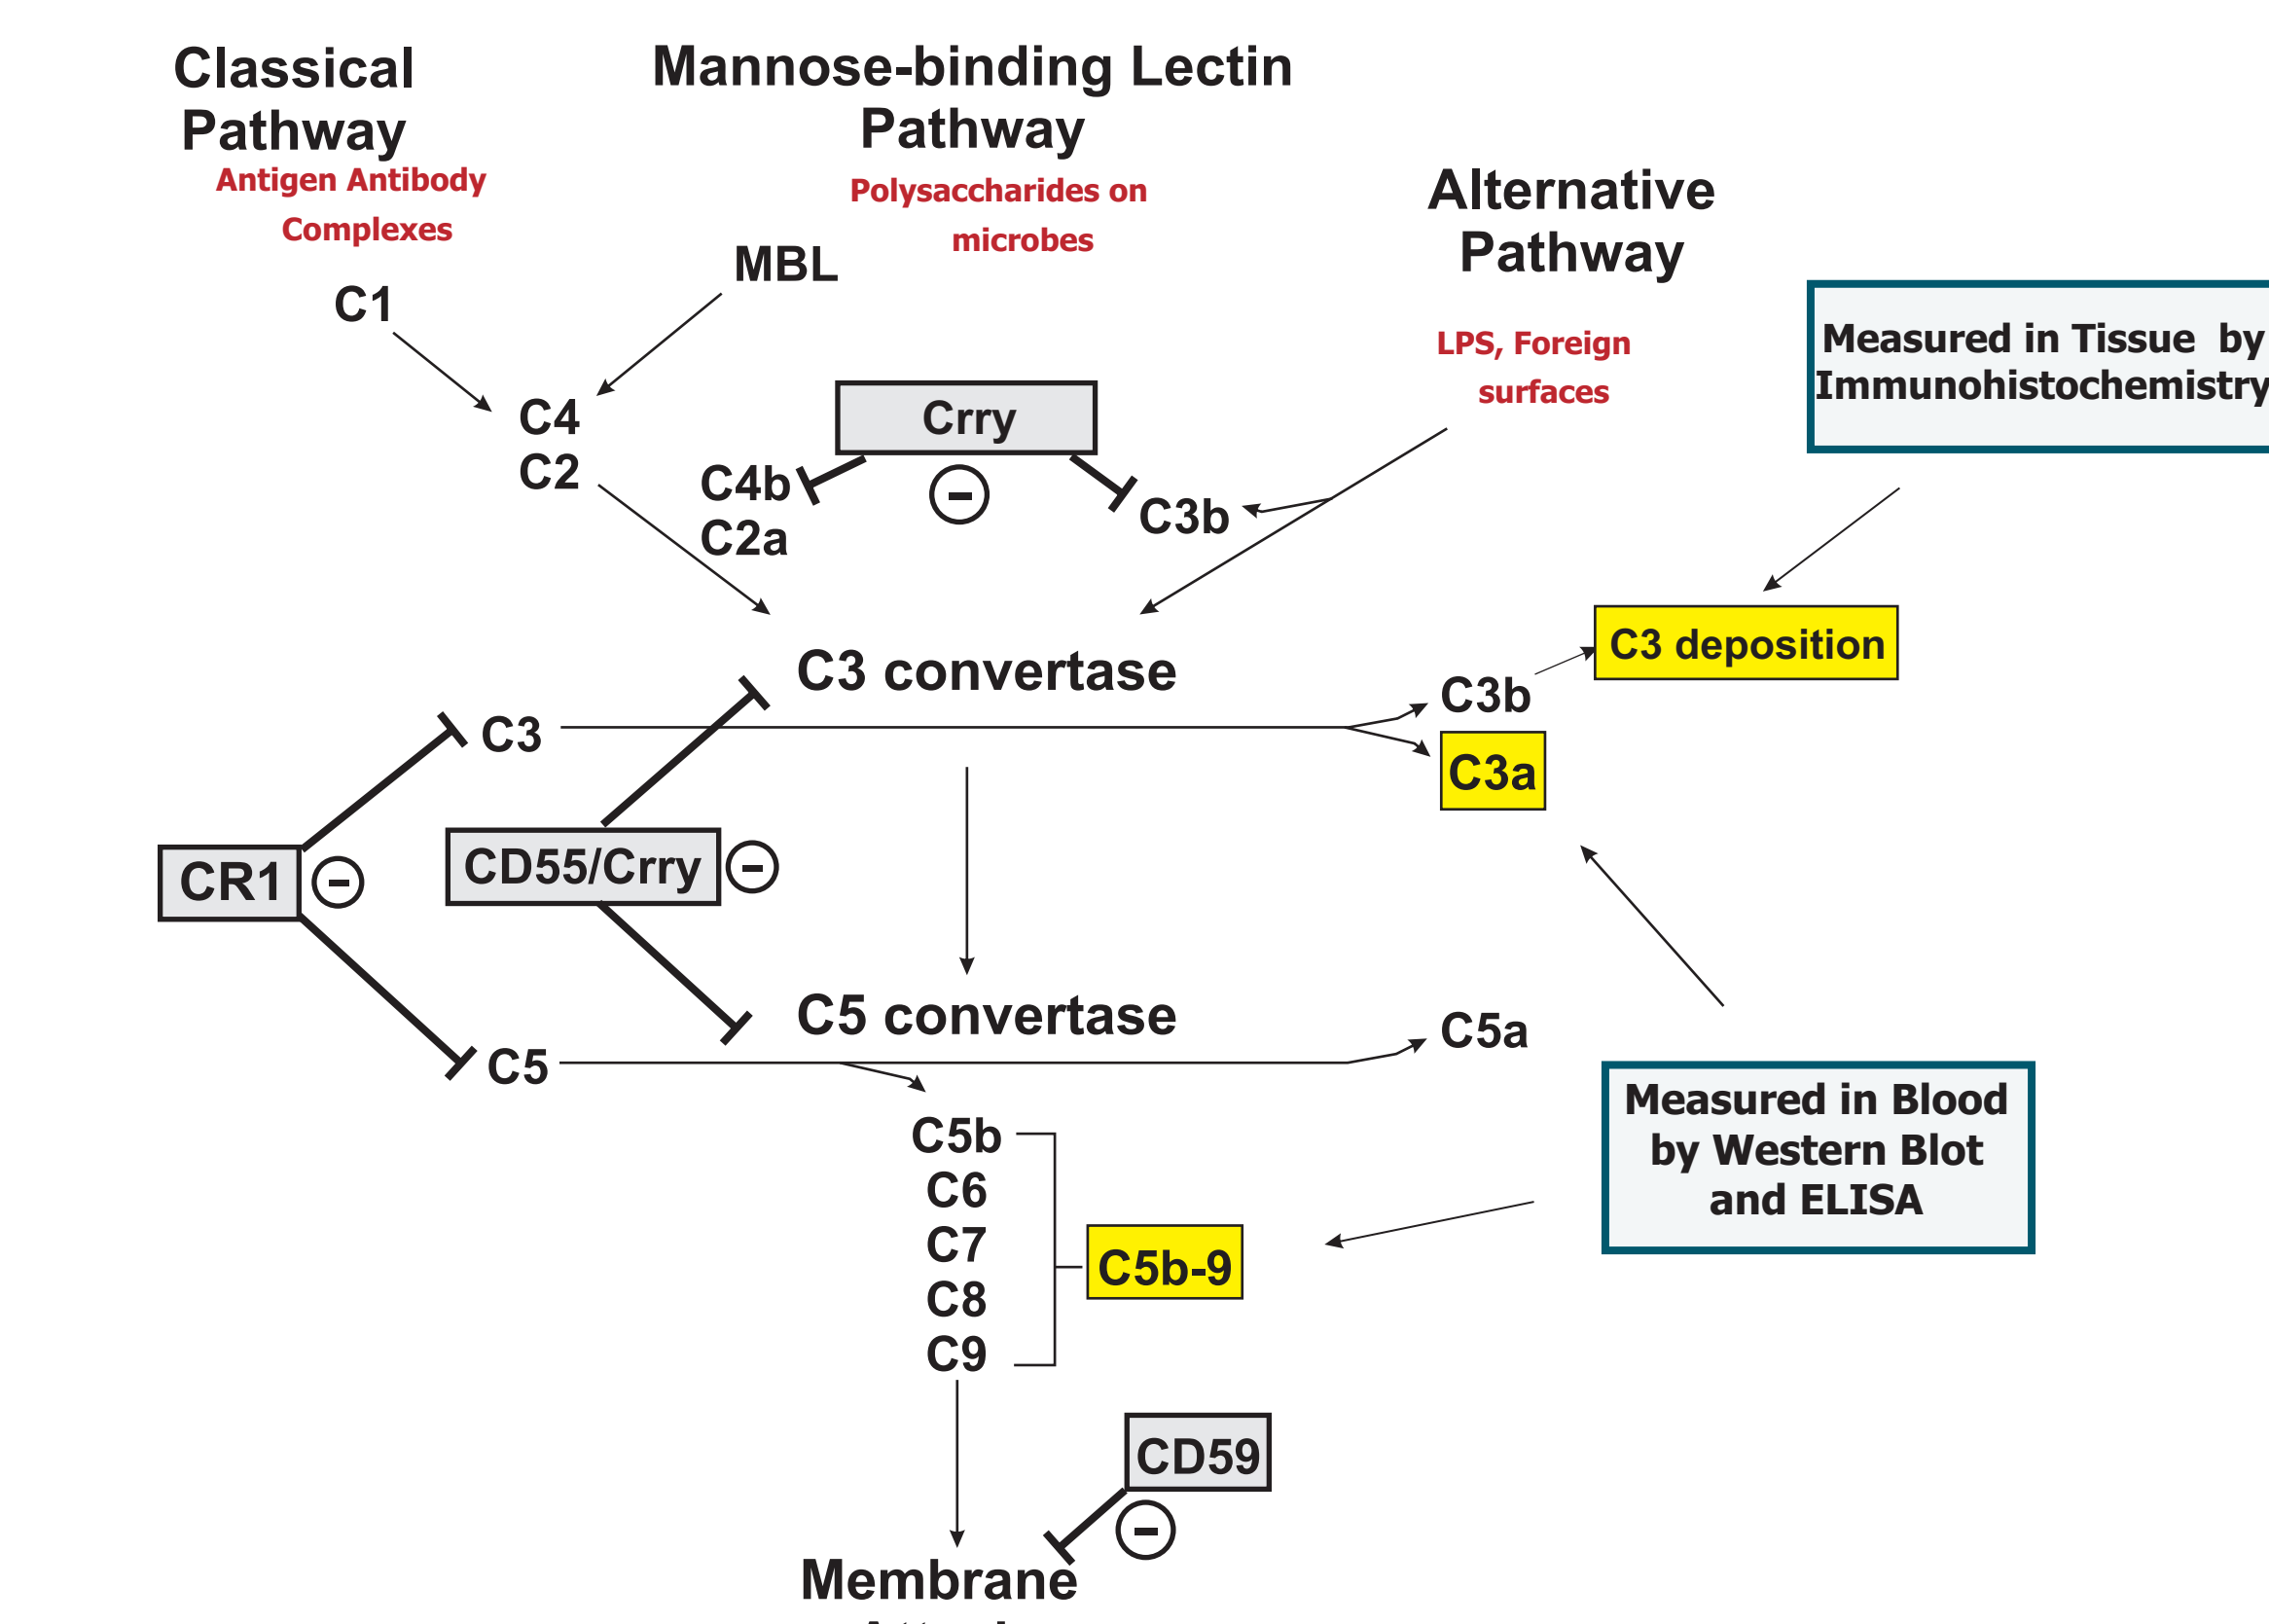 Classical
Pathway
Antigen Antibody
Complexes
Mannose-binding Lectin
Pathway
Polysaccharides on
microbes
Alternative
Pathway
LPS, Foreign
surfaces
C1
MBL
C4
C2
Crry
-
C4b
C2a
C3b
Measured in Tissue by
Immunohistochemistry
C3 convertase
C3 deposition
C3
C3b
C3a
CR1
-
CD55/Crry
-
C5 convertase
C5
C5a
Measured in Blood
by Western Blot
and ELISA
C5b
C6
C7
C8
C9
C5b-9
CD59
-
Membrane